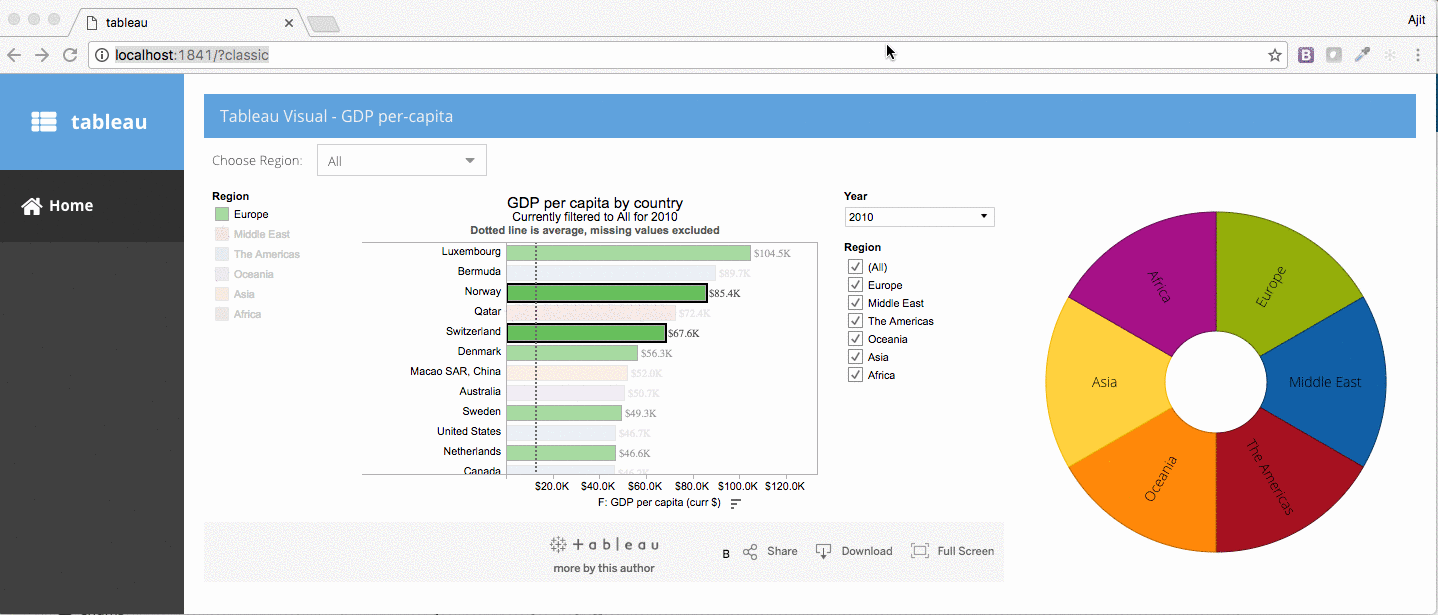 tableau
Ajit
localhost:1841/?classic
tableau
Home
Tableau Visual - GDP per-capita
Choose Region: All
Region
Europe
Middle East
The Americas
Oceania
Asia
Africa
GDP per capita by country
Currently filtered to All for 2010
Dotted line is average, missing values excluded
Luxembourg $104.5K
Bermuda $89.7K
Norway $85.4K
Qatar $72.4K
Switzerland $67.6K
Denmark $56.3K
Macao SAR, China $52.0K
Australia $50.7K
Sweden $49.3K
United States $46.7K
Netherlands $46.6K
Canada
$20.0K $40.0K $60.0K $80.0K $100.0K $120.0K
F: GDP per capita (curr $)
Year
2010
Region
(All)
Europe
Middle East
The Americas
Oceania
Asia
Africa
Africa
Europe
Asia
Middle East
Oceania
The Americas
+ableau
more by this author
B Share Download Full Screen